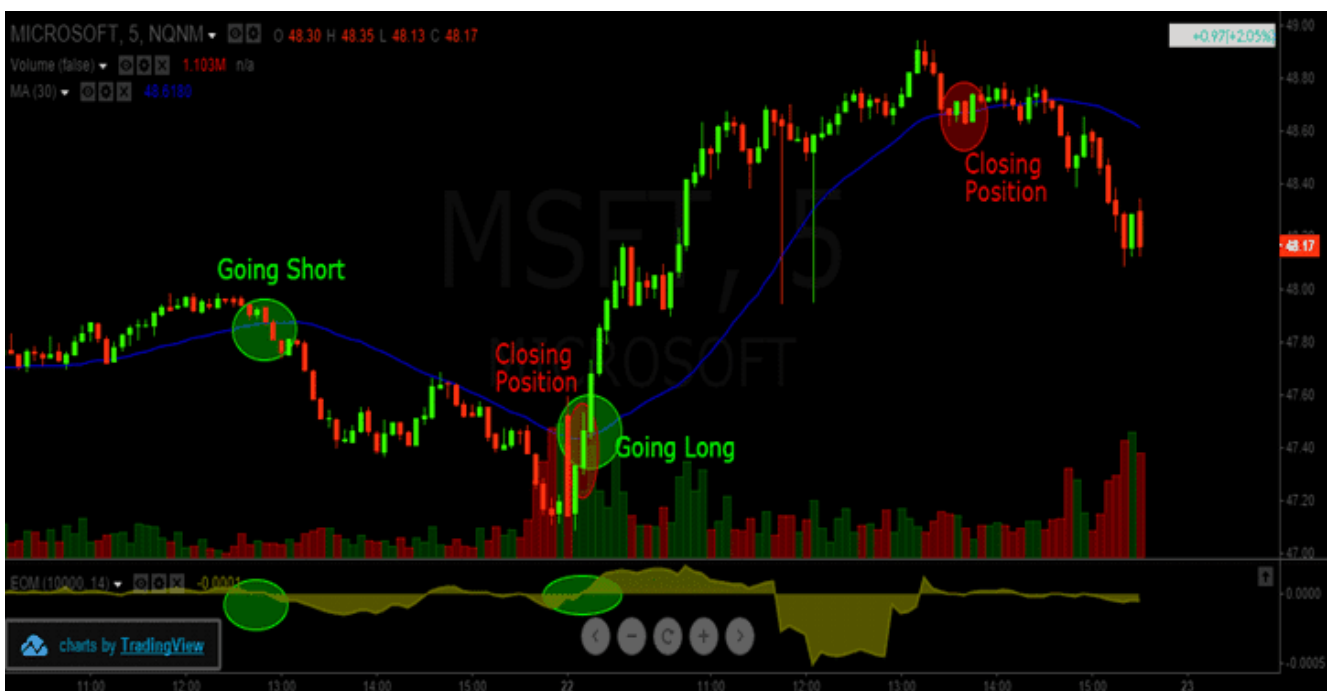 MICROSOFT, 5, NQNM O 48.30 H 48.35 L 48.13 C 48.17
+0.97(+2.05%)
49.00
Volume (false) 1.103M n/a
48.80
MA (30) 48.6189
48.60
Closing
Position
48.40
MSFT, 5
48.17
Going Short
48.00
47.80
MICROSOFT
Closing
Position
47.60
Going Long
47.40
47.20
47.00
EOM (10000, 14) -0.0001
0.0000
charts by TradingView
-0.0005
11:00 12:00 13:00 14:00 15:00 22 11:00 12:00 13:00 14:00 15:00 23